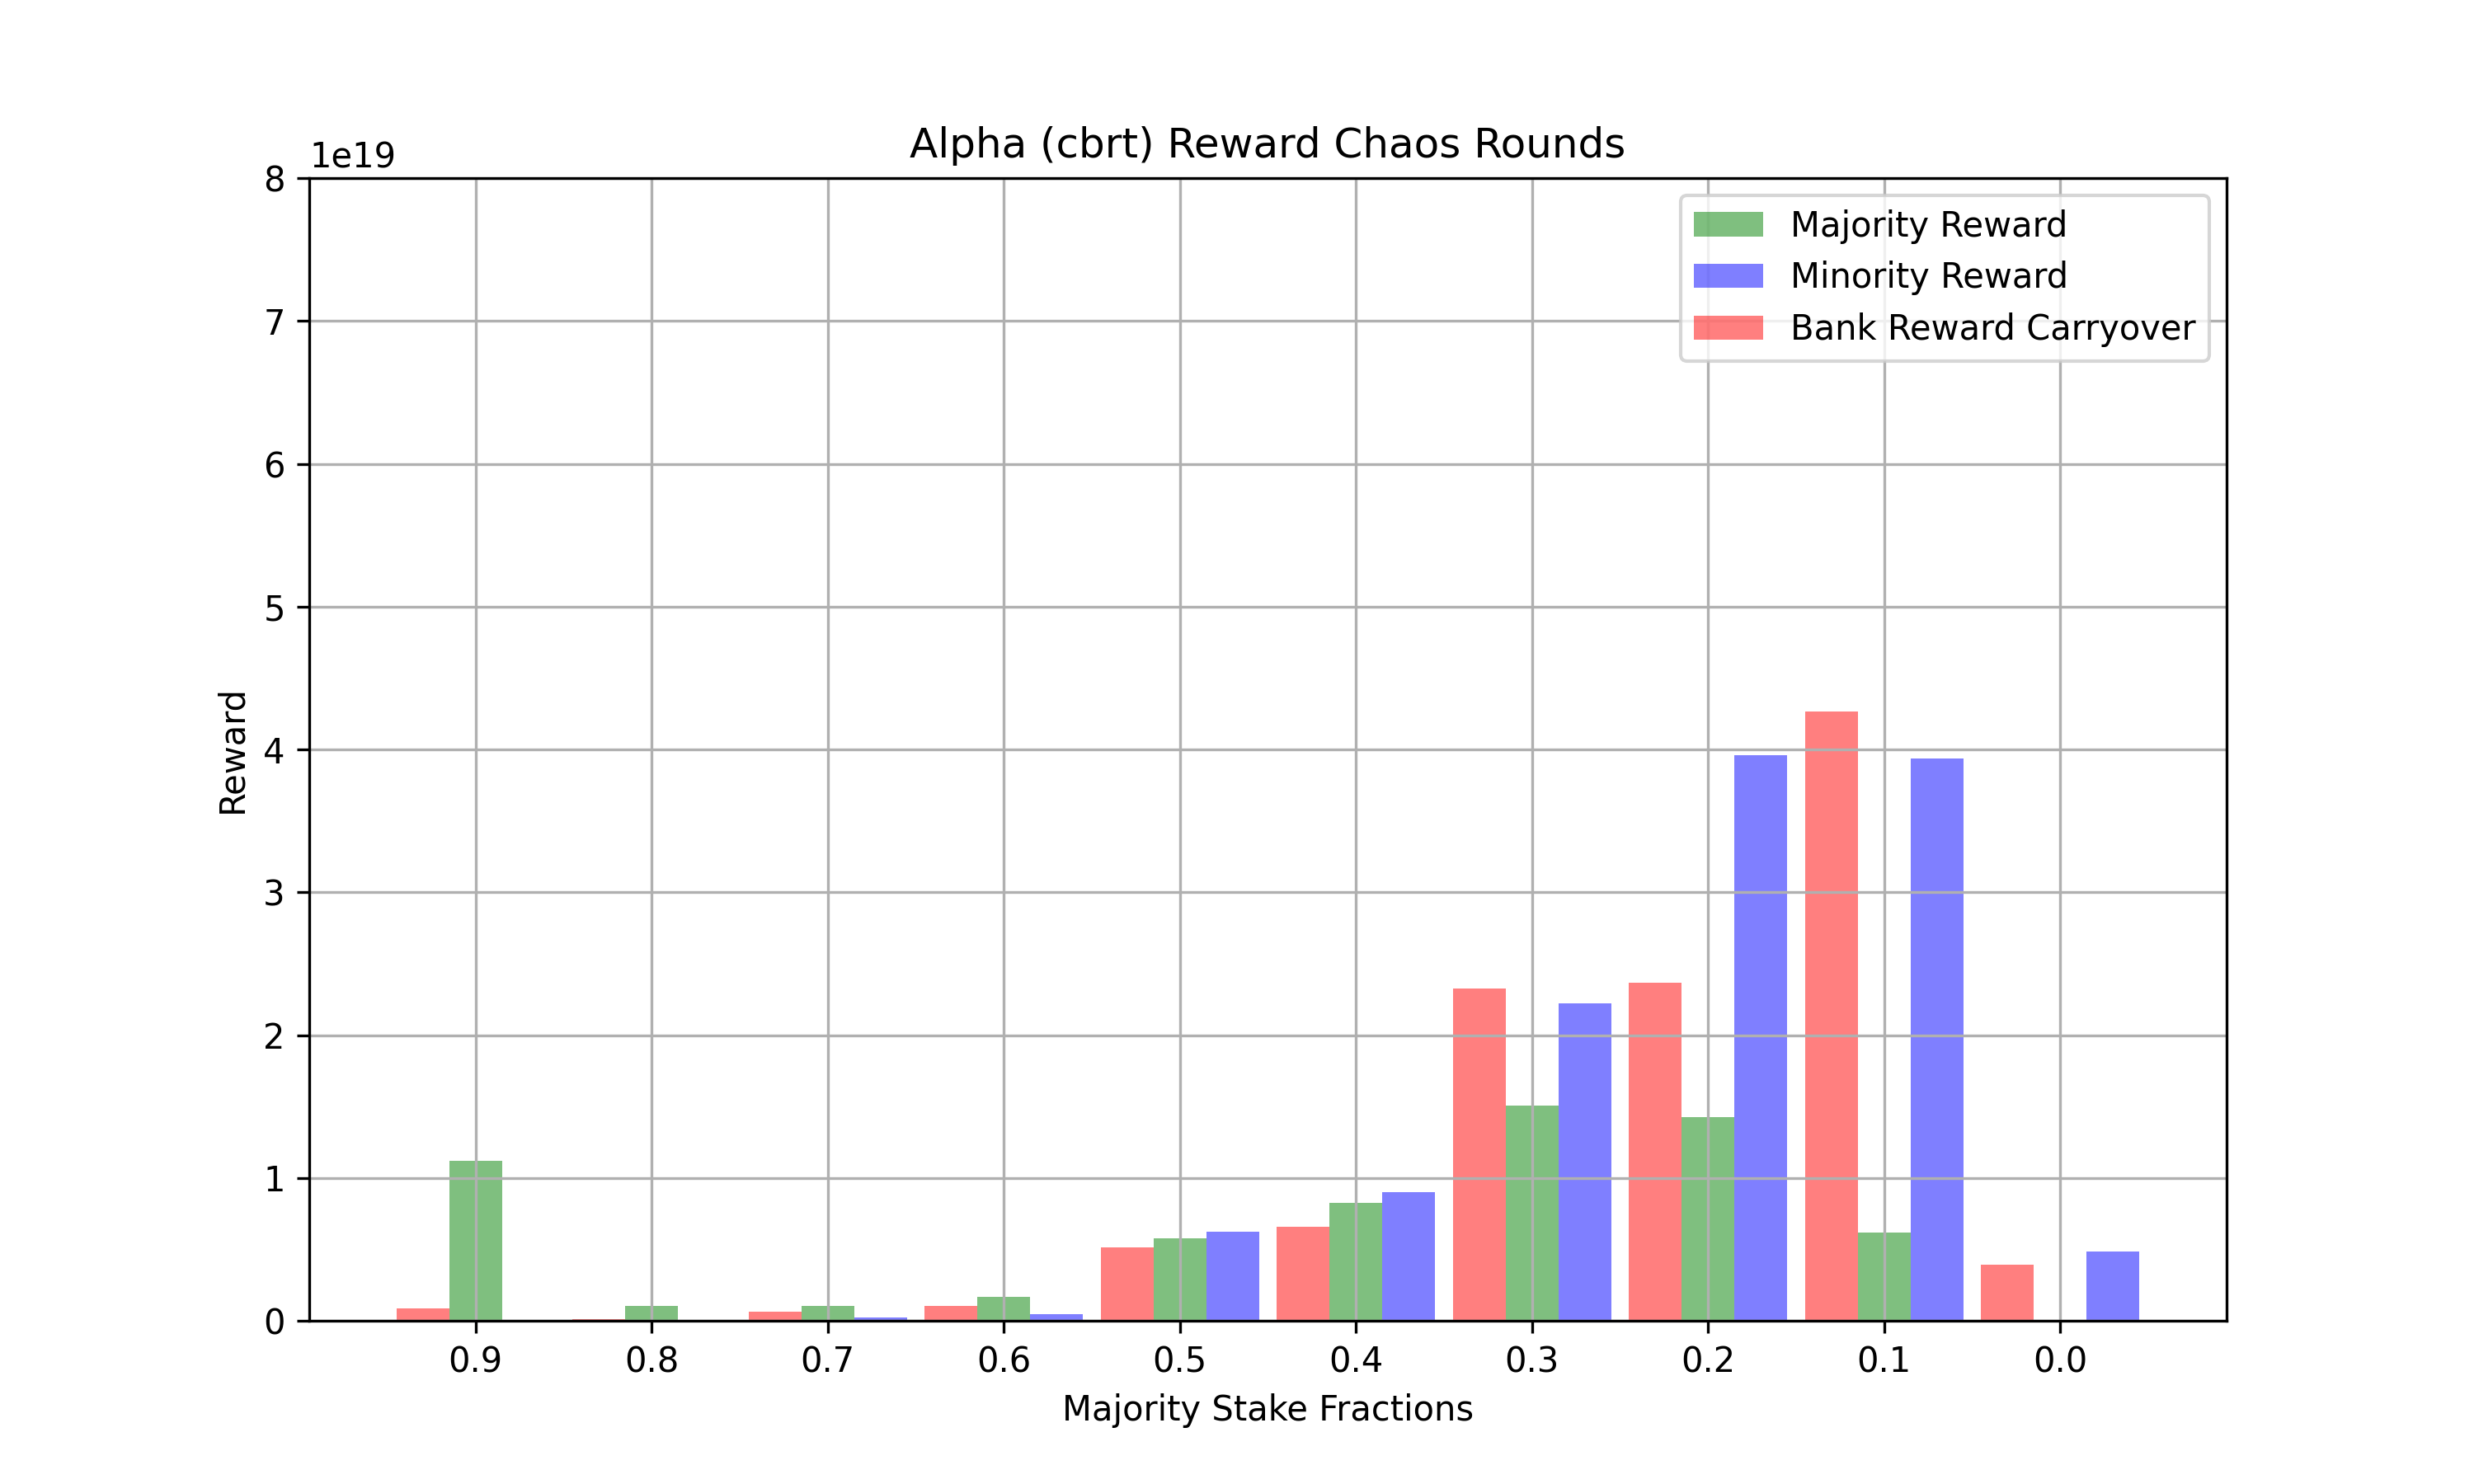 Alpha (cbrt) Reward Chaos Rounds
1e19
8
7
6
5
4
3
2
1
0
Reward
Majority Reward
Minority Reward
Bank Reward Carryover
0.9 0.8 0.7 0.6 0.5 0.4 0.3 0.2 0.1 0.0
Majority Stake Fractions